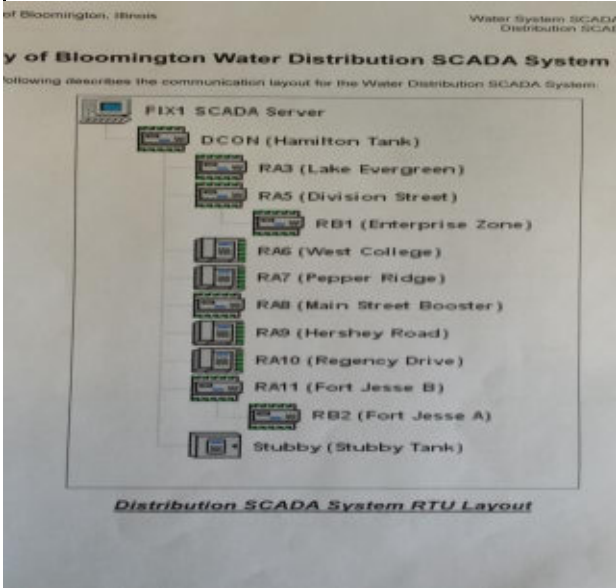 of Bloomington, Illinois
Water System SCADA
Distribution SCAD
y of Bloomington Water Distribution SCADA System
following describes the communication layout for the Water Distribution SCADA System:
FIX1 SCADA Server
DCON (Hamilton Tank)
RA3 (Lake Evergreen)
RA5 (Division Street)
RB1 (Enterprise Zone)
RA6 (West College)
RA7 (Pepper Ridge)
RA8 (Main Street Booster)
RA9 (Hershey Road)
RA10 (Regency Drive)
RA11 (Fort Jesse B)
RB2 (Fort Jesse A)
Stubby (Stubby Tank)
Distribution SCADA System RTU Layout